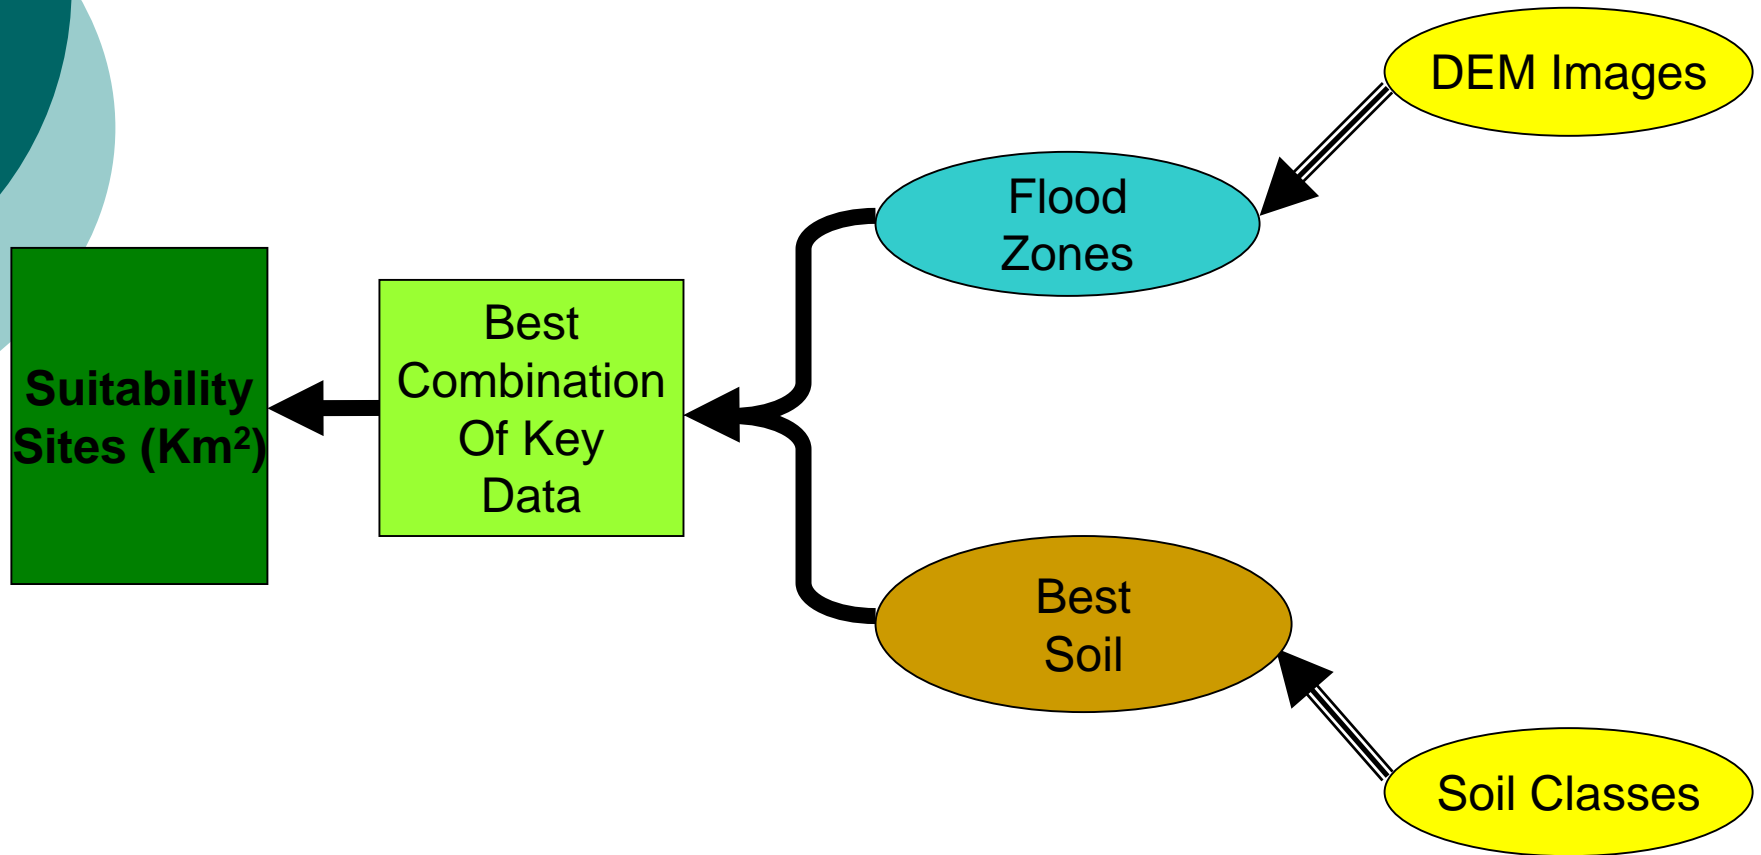 DEM Images
Flood
Zones
Best
Combination
Of Key
Data
Suitability
Sites (Km²)
Best
Soil
Soil Classes